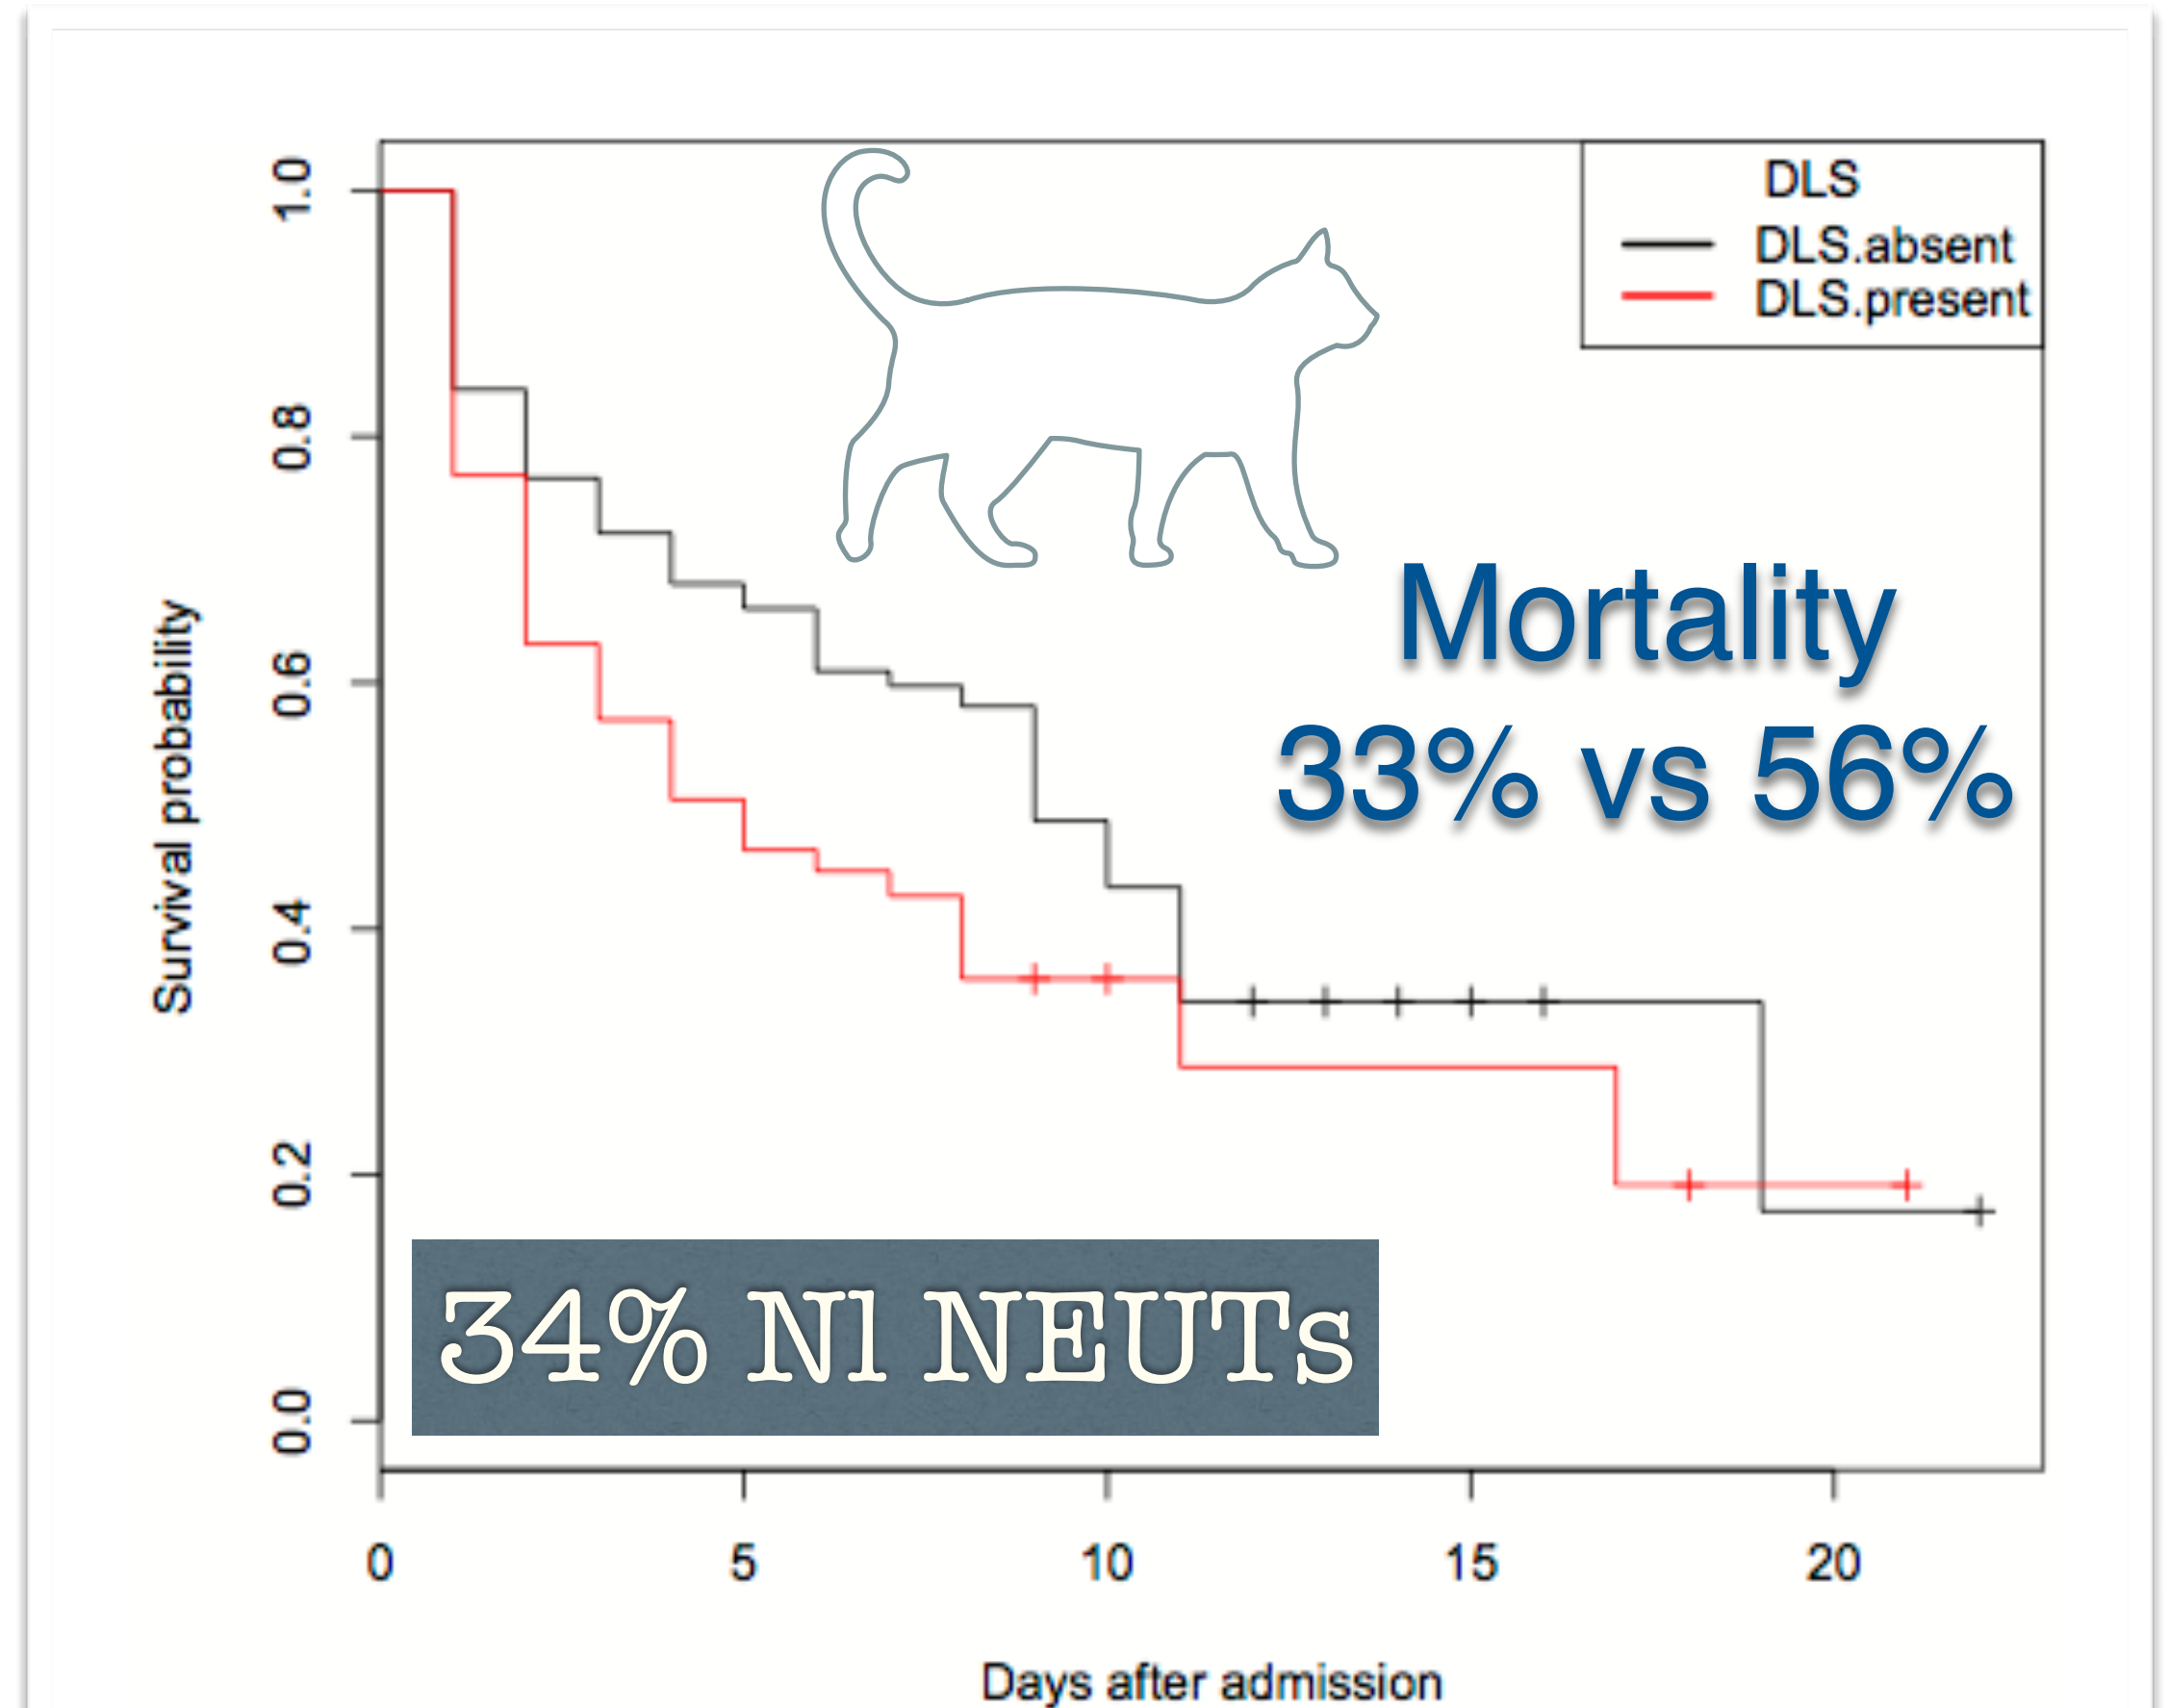 DLS
DLS.absent
DLS.present
1.0
0.8
0.6
0.4
0.2
0.0
Survival probability
Mortality
33% vs 56%
34% Nl NEUTs
0 5 10 15 20
Days after admission